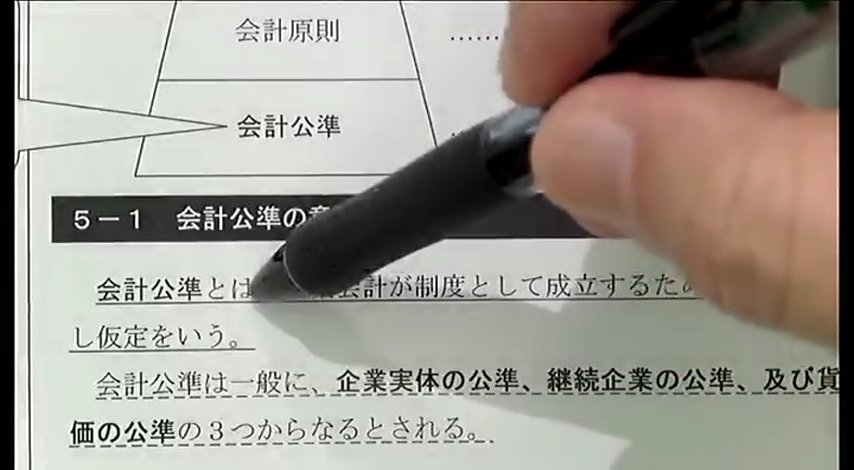 会計原則 ……
会計公準
5－1 会計公準の
会計公準とは 会計が制度として成立するため
し仮定をいう。
会計公準は一般に、企業実体の公準、継続企業の公準、及び貨
価の公準の3つからなるとされる。